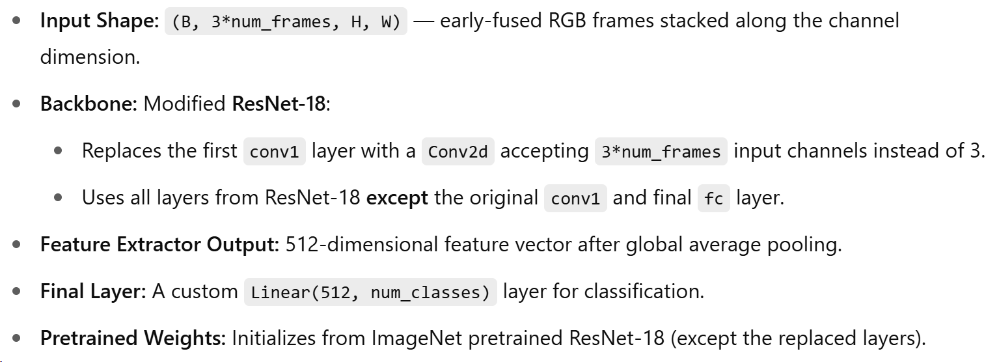 • Input Shape: (B, 3*num_frames, H, W) — early-fused RGB frames stacked along the channel
dimension.
• Backbone: Modified ResNet-18:
• Replaces the first conv1 layer with a Conv2d accepting 3*num_frames input channels instead of 3.
• Uses all layers from ResNet-18 except the original conv1 and final fc layer.
• Feature Extractor Output: 512-dimensional feature vector after global average pooling.
• Final Layer: A custom Linear(512, num_classes) layer for classification.
• Pretrained Weights: Initializes from ImageNet pretrained ResNet-18 (except the replaced layers).